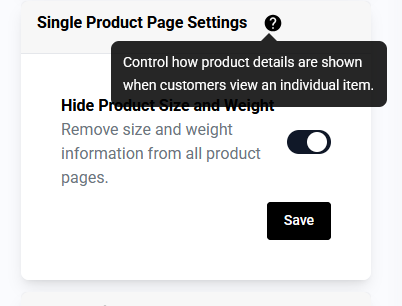 Single Product Page Settings ?
Control how product details are shown
when customers view an individual item.
Hide Product Size and Weight
Remove size and weight
information from all product
pages.
Save